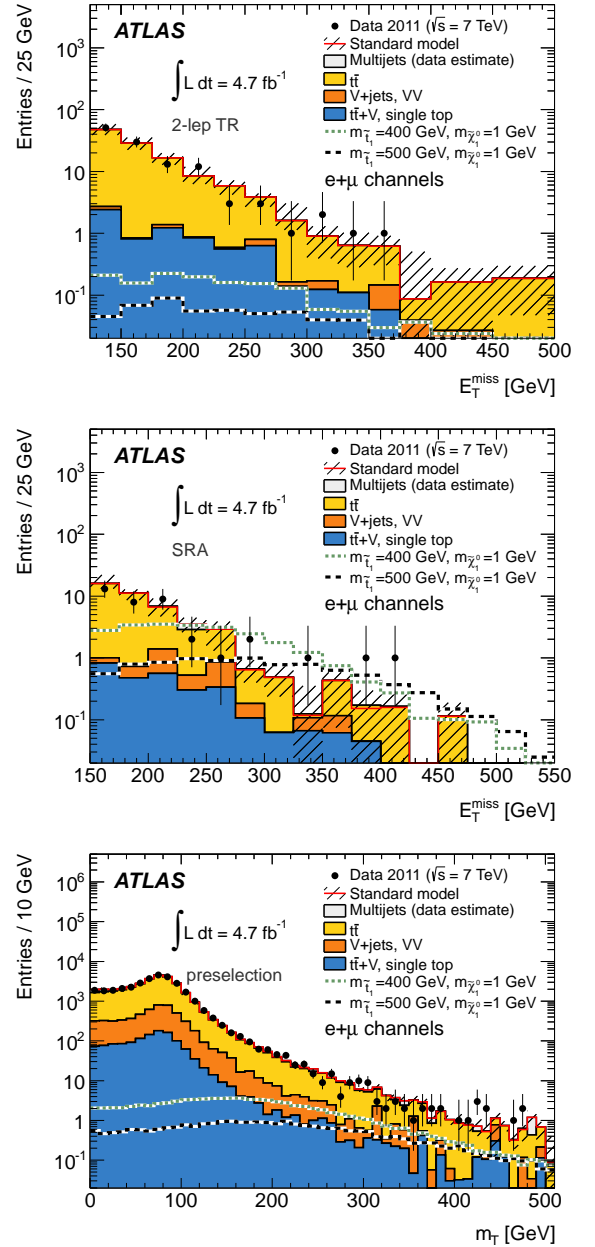 Entries / 25 GeV
10³
10²
10
1
10⁻¹
ATLAS
∫ L dt = 4.7 fb⁻¹
2-lep TR
Data 2011 (√s = 7 TeV)
Standard model
Multijets (data estimate)
tt̄
V+jets, VV
tt̄+V, single top
m_t̃₁=400 GeV, m_χ̃₁⁰=1 GeV
m_t̃₁=500 GeV, m_χ̃₁⁰=1 GeV
e+μ channels
150 200 250 300 350 400 450 500
E_T^miss [GeV]
Entries / 25 GeV
10³
10²
10
1
10⁻¹
ATLAS
∫ L dt = 4.7 fb⁻¹
SRA
Data 2011 (√s = 7 TeV)
Standard model
Multijets (data estimate)
tt̄
V+jets, VV
tt̄+V, single top
m_t̃₁=400 GeV, m_χ̃₁⁰=1 GeV
m_t̃₁=500 GeV, m_χ̃₁⁰=1 GeV
e+μ channels
150 200 250 300 350 400 450 500 550
E_T^miss [GeV]
Entries / 10 GeV
10⁶
10⁵
10⁴
10³
10²
10
1
10⁻¹
ATLAS
∫ L dt = 4.7 fb⁻¹
preselection
Data 2011 (√s = 7 TeV)
Standard model
Multijets (data estimate)
tt̄
V+jets, VV
tt̄+V, single top
m_t̃₁=400 GeV, m_χ̃₁⁰=1 GeV
m_t̃₁=500 GeV, m_χ̃₁⁰=1 GeV
e+μ channels
0 100 200 300 400 500
m_T [GeV]